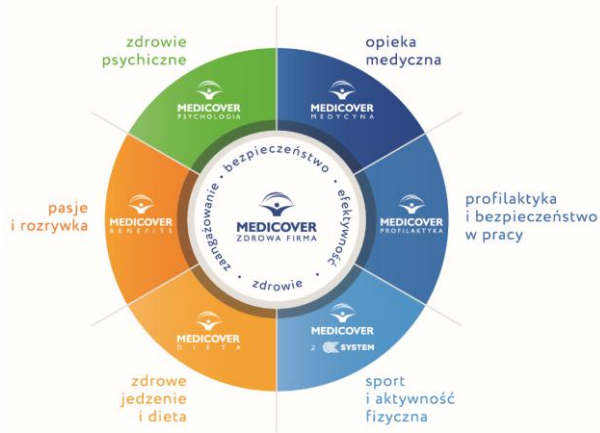 zdrowie
psychiczne
opieka
medyczna
MEDICOVER
PSYCHOLOGIA
MEDICOVER
MEDYCYNA
pasje
i rozrywka
MEDICOVER
BENEFITS
zaangażowanie • bezpieczeństwo • efektywność • zdrowie •
MEDICOVER
ZDROWA FIRMA
MEDICOVER
PROFILAKTYKA
profilaktyka
i bezpieczeństwo
w pracy
MEDICOVER
DIETA
MEDICOVER
Z OK SYSTEM
zdrowe
jedzenie
i dieta
sport
i aktywność
fizyczna